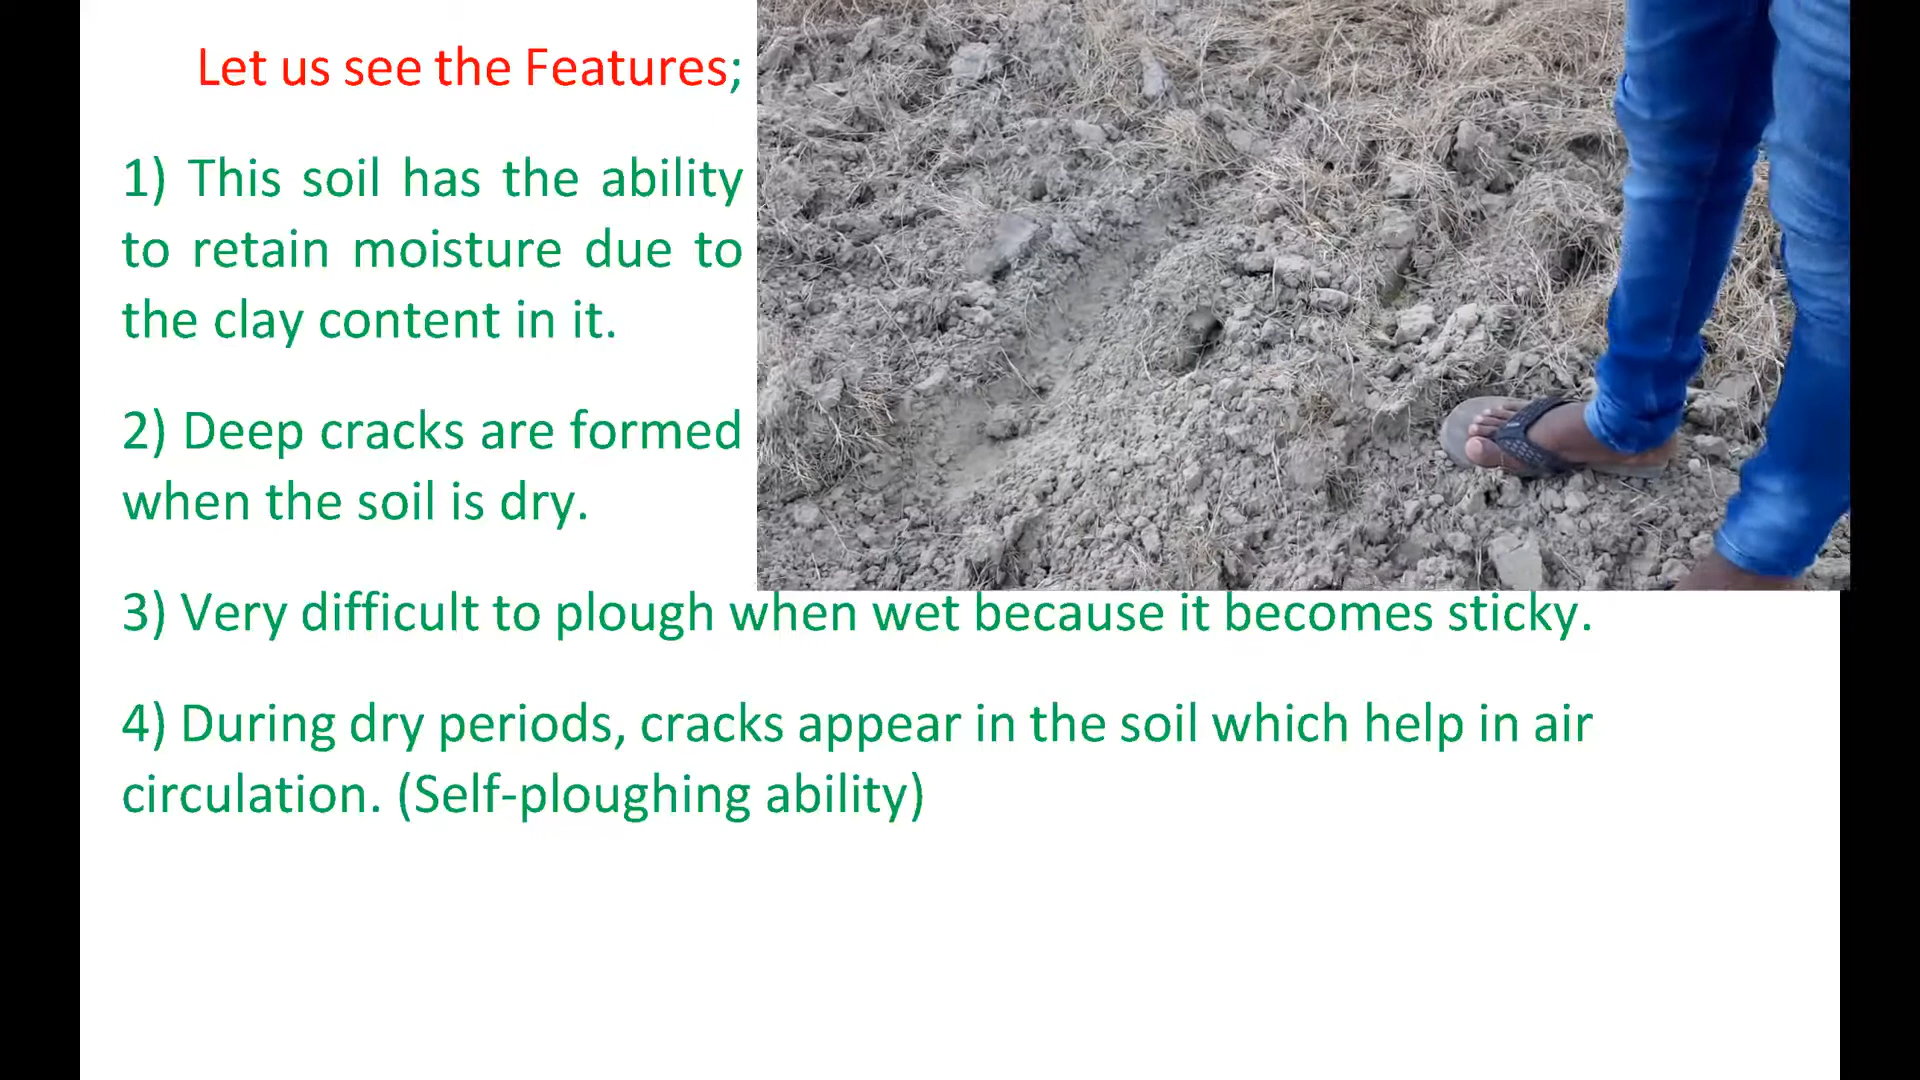 Let us see the Features;
1) This soil has the ability
to retain moisture due to
the clay content in it.
2) Deep cracks are formed
when the soil is dry.
3) Very difficult to plough when wet because it becomes sticky.
4) During dry periods, cracks appear in the soil which help in air
circulation. (Self-ploughing ability)